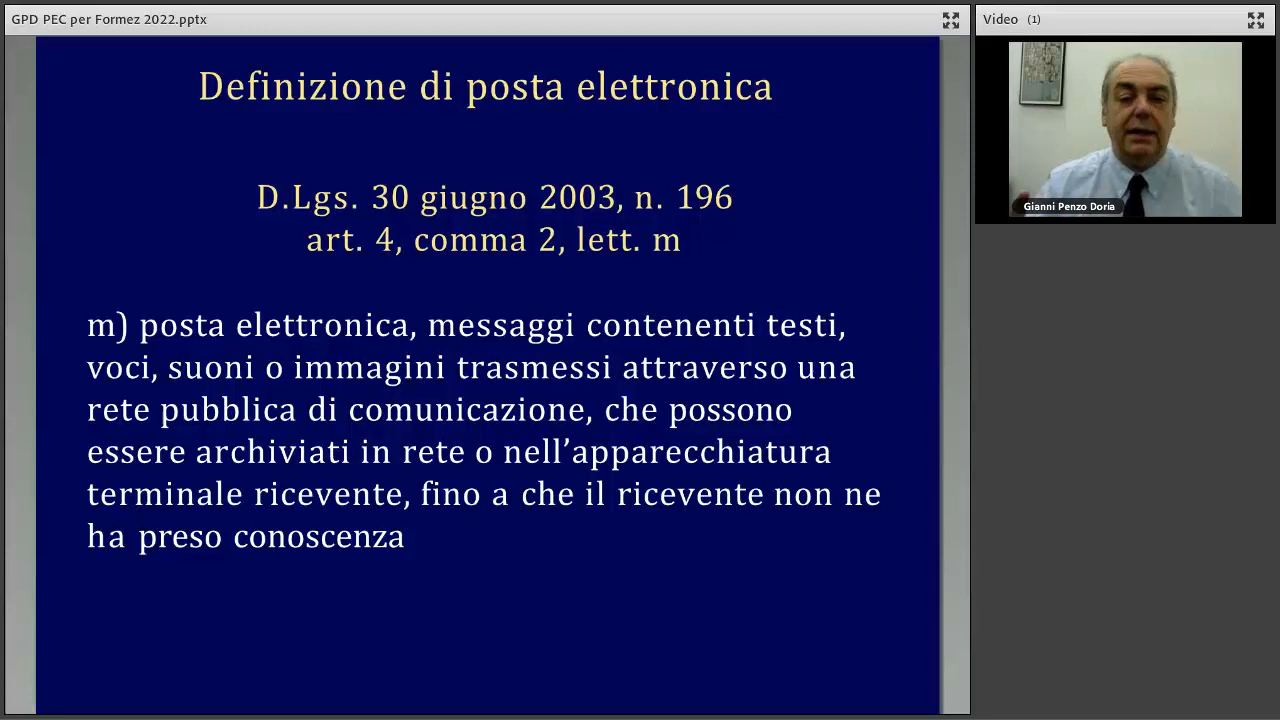 GPD PEC per Formez 2022.pptx
Definizione di posta elettronica
D.Lgs. 30 giugno 2003, n. 196
art. 4, comma 2, lett. m
m) posta elettronica, messaggi contenenti testi,
voci, suoni o immagini trasmessi attraverso una
rete pubblica di comunicazione, che possono
essere archiviati in rete o nell’apparecchiatura
terminale ricevente, fino a che il ricevente non ne
ha preso conoscenza
Video (1)
Gianni Penzo Doria